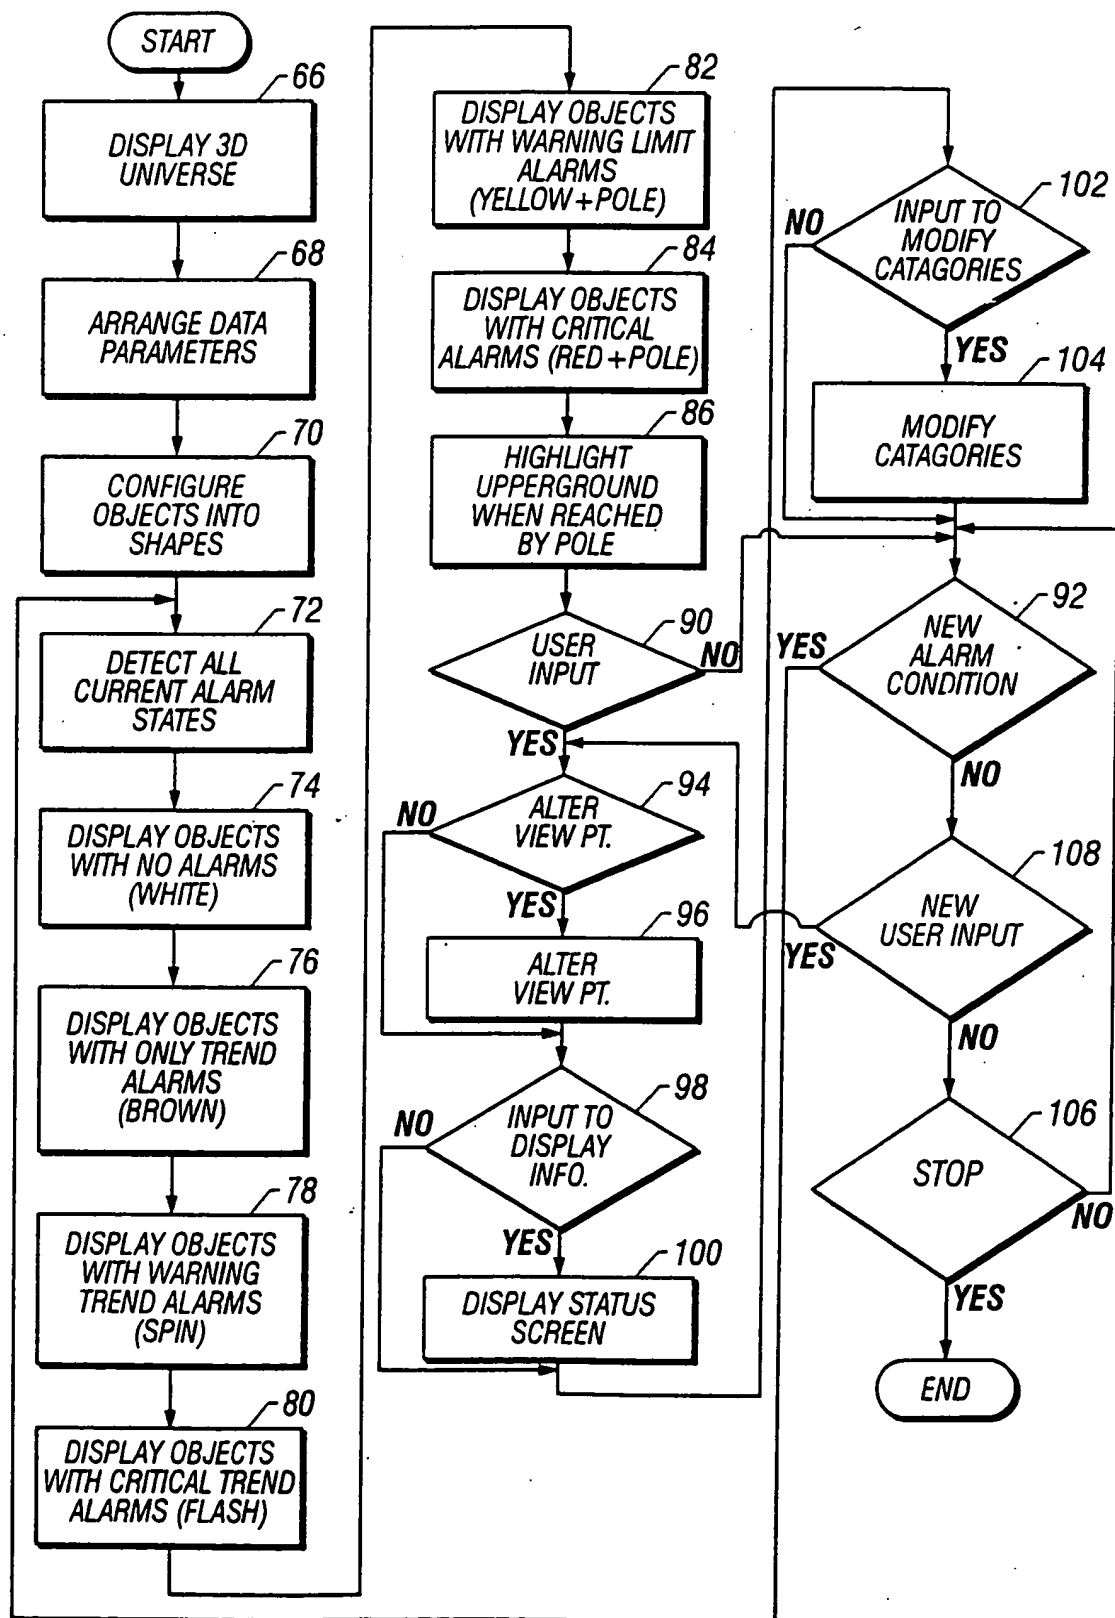 START
66
DISPLAY 3D
UNIVERSE
68
ARRANGE DATA
PARAMETERS
70
CONFIGURE
OBJECTS INTO
SHAPES
72
DETECT ALL
CURRENT ALARM
STATES
74
DISPLAY OBJECTS
WITH NO ALARMS
(WHITE)
76
DISPLAY OBJECTS
WITH ONLY TREND
ALARMS
(BROWN)
78
DISPLAY OBJECTS
WITH WARNING
TREND ALARMS
(SPIN)
80
DISPLAY OBJECTS
WITH CRITICAL TREND
ALARMS (FLASH)
82
DISPLAY OBJECTS
WITH WARNING LIMIT
ALARMS
(YELLOW+POLE)
84
DISPLAY OBJECTS
WITH CRITICAL
ALARMS (RED+POLE)
86
HIGHLIGHT
UPPERGROUND
WHEN REACHED
BY POLE
90
USER
INPUT
NO
YES
94
NO
ALTER
VIEW PT.
YES
96
ALTER
VIEW PT.
98
NO
INPUT TO
DISPLAY
INFO.
YES
100
DISPLAY STATUS
SCREEN
102
NO
INPUT TO
MODIFY
CATAGORIES
YES
104
MODIFY
CATAGORIES
92
YES
NEW
ALARM
CONDITION
NO
108
NEW
USER INPUT
YES
NO
106
STOP
NO
YES
END